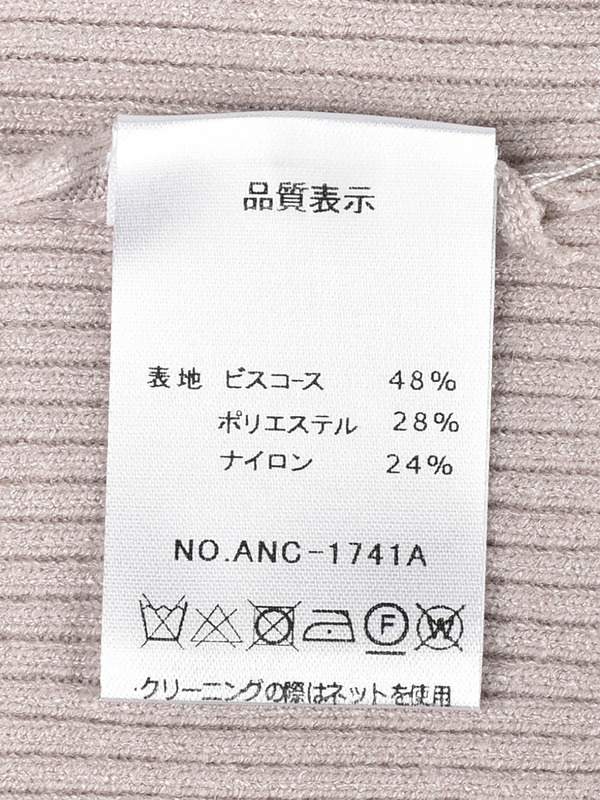 品質表示
表地 ビスコース 48%
ポリエステル 28%
ナイロン 24%
NO.ANC-1741A
F W
・クリーニングの際はネットを使用